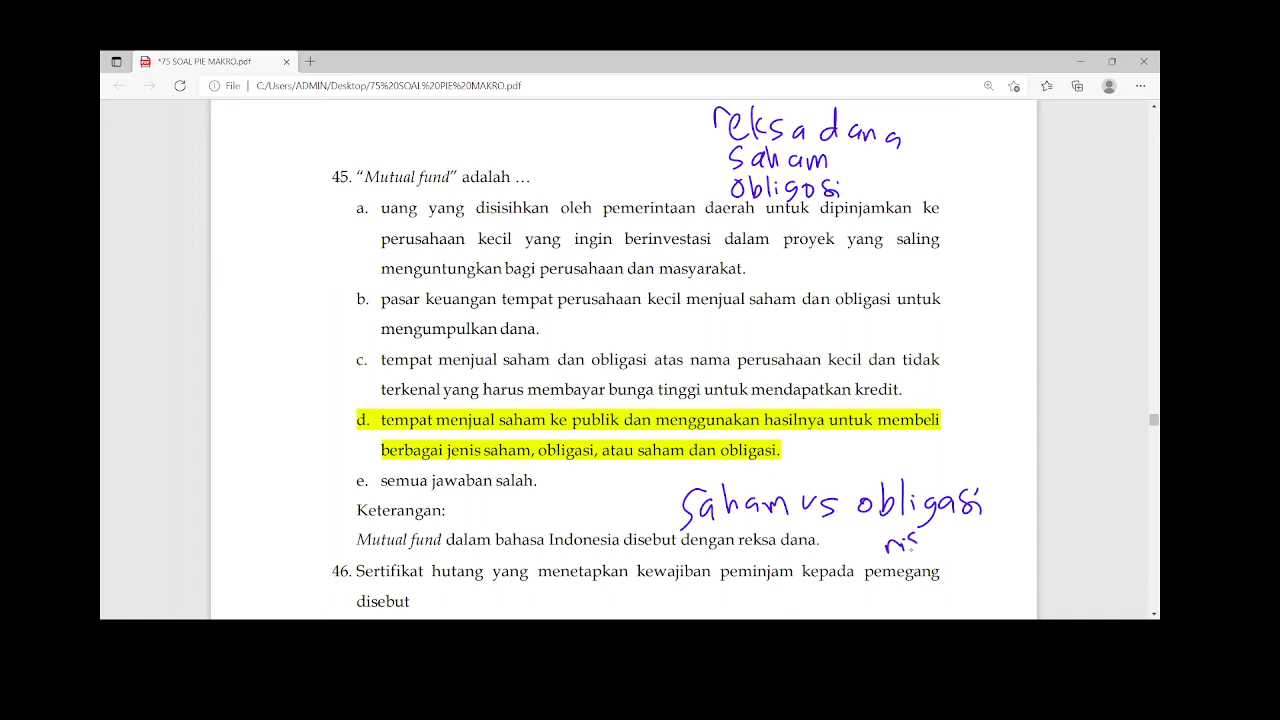 *75 SOAL PIE MAKRO.pdf
File
C:/Users/ADMIN/Desktop/75%20SOAL%20PIE%20MAKRO.pdf
reksa dana
saham
obligasi
45. “Mutual fund” adalah …
a. uang yang disisihkan oleh pemerintaan daerah untuk dipinjamkan ke
perusahaan kecil yang ingin berinvestasi dalam proyek yang saling
menguntungkan bagi perusahaan dan masyarakat.
b. pasar keuangan tempat perusahaan kecil menjual saham dan obligasi untuk
mengumpulkan dana.
c. tempat menjual saham dan obligasi atas nama perusahaan kecil dan tidak
terkenal yang harus membayar bunga tinggi untuk mendapatkan kredit.
d. tempat menjual saham ke publik dan menggunakan hasilnya untuk membeli
berbagai jenis saham, obligasi, atau saham dan obligasi.
e. semua jawaban salah.
saham vs obligasi
Keterangan:
Mutual fund dalam bahasa Indonesia disebut dengan reksa dana.
46. Sertifikat hutang yang menetapkan kewajiban peminjam kepada pemegang
disebut